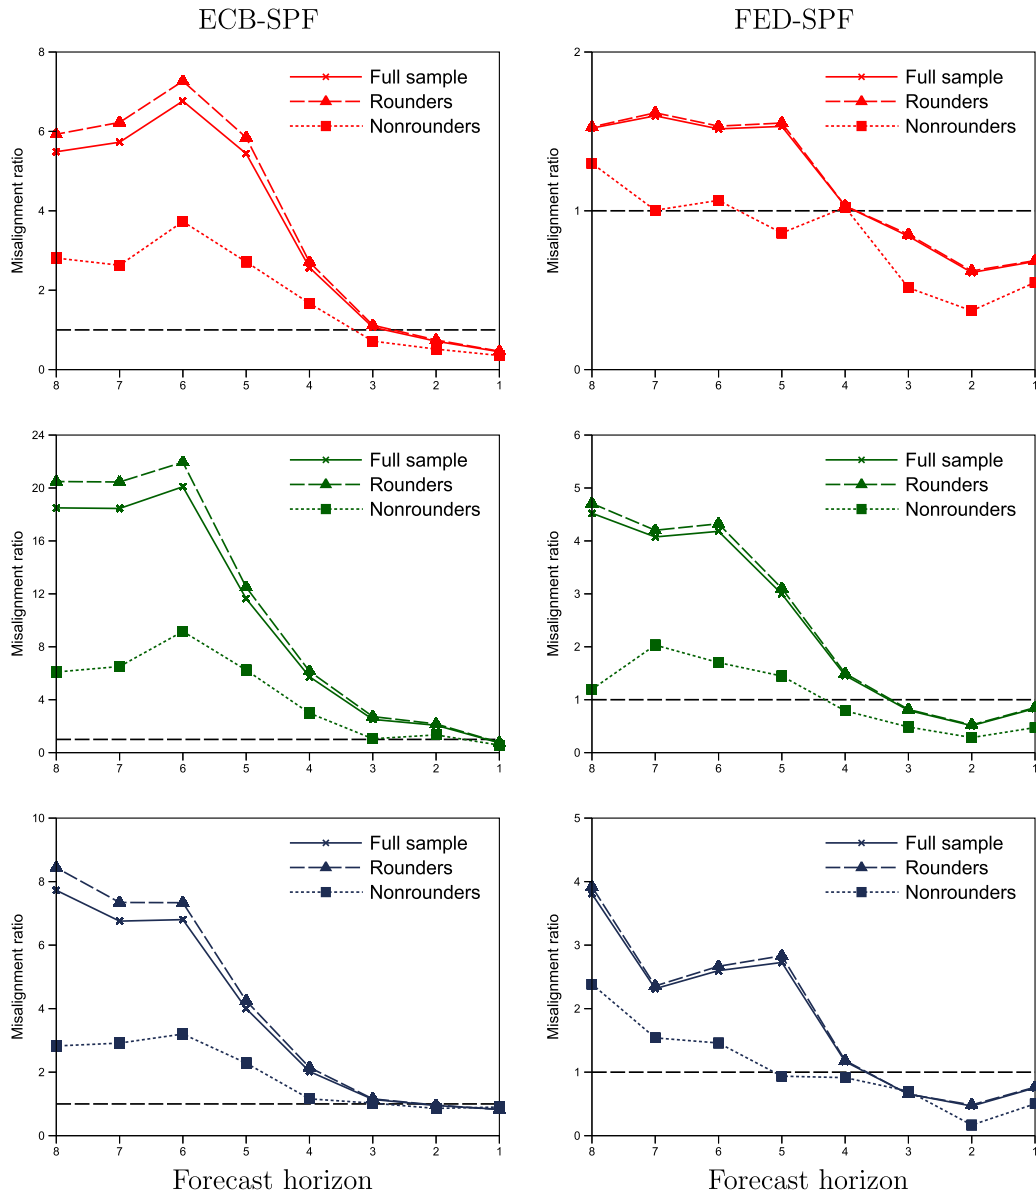 ECB-SPF
FED-SPF
8
6
4
2
0
Misalignment ratio
Full sample
Rounders
Nonrounders
8 7 6 5 4 3 2 1
2
1
0
Misalignment ratio
Full sample
Rounders
Nonrounders
8 7 6 5 4 3 2 1
24
20
16
12
8
4
0
Misalignment ratio
Full sample
Rounders
Nonrounders
8 7 6 5 4 3 2 1
6
5
4
3
2
1
0
Misalignment ratio
Full sample
Rounders
Nonrounders
8 7 6 5 4 3 2 1
10
8
6
4
2
0
Misalignment ratio
Full sample
Rounders
Nonrounders
8 7 6 5 4 3 2 1
Forecast horizon
5
4
3
2
1
0
Misalignment ratio
Full sample
Rounders
Nonrounders
8 7 6 5 4 3 2 1
Forecast horizon